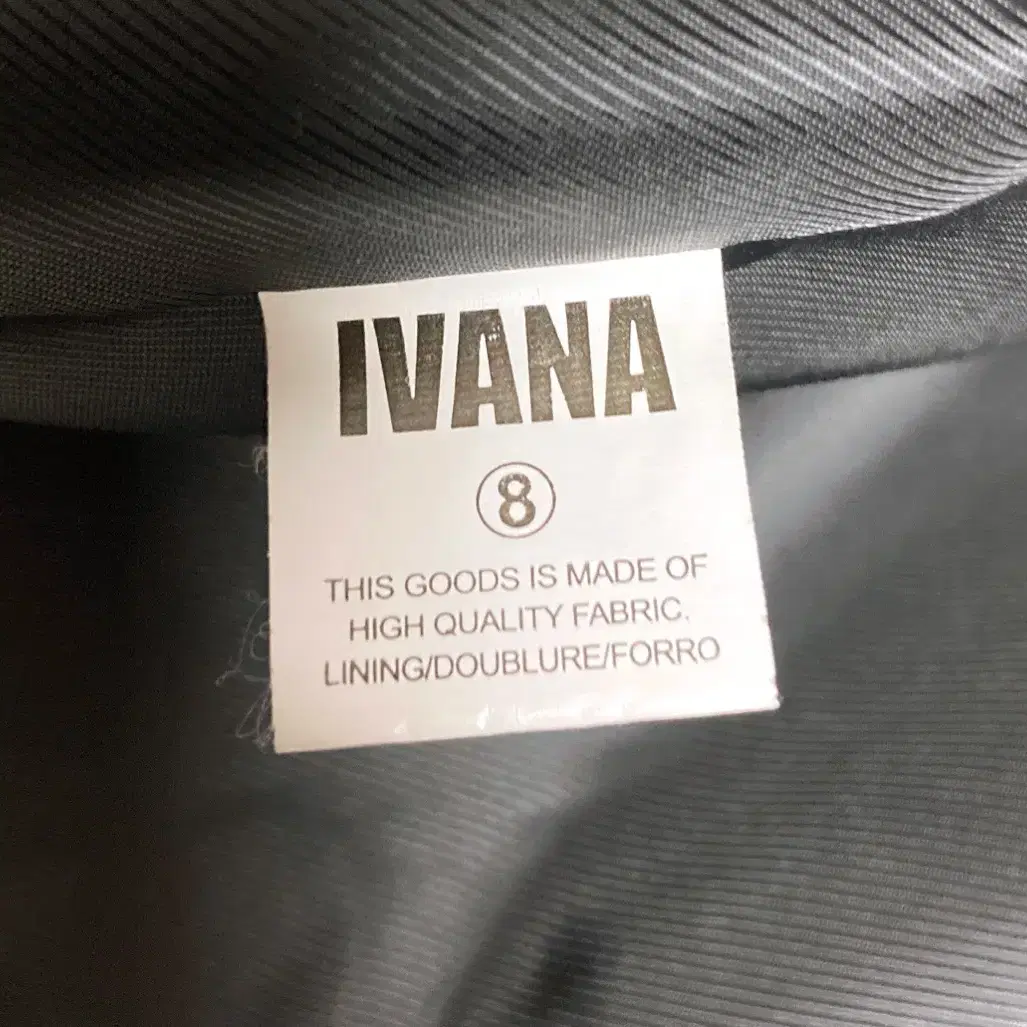 IVANA
8
THIS GOODS IS MADE OF
HIGH QUALITY FABRIC.
LINING/DOUBLURE/FORRO